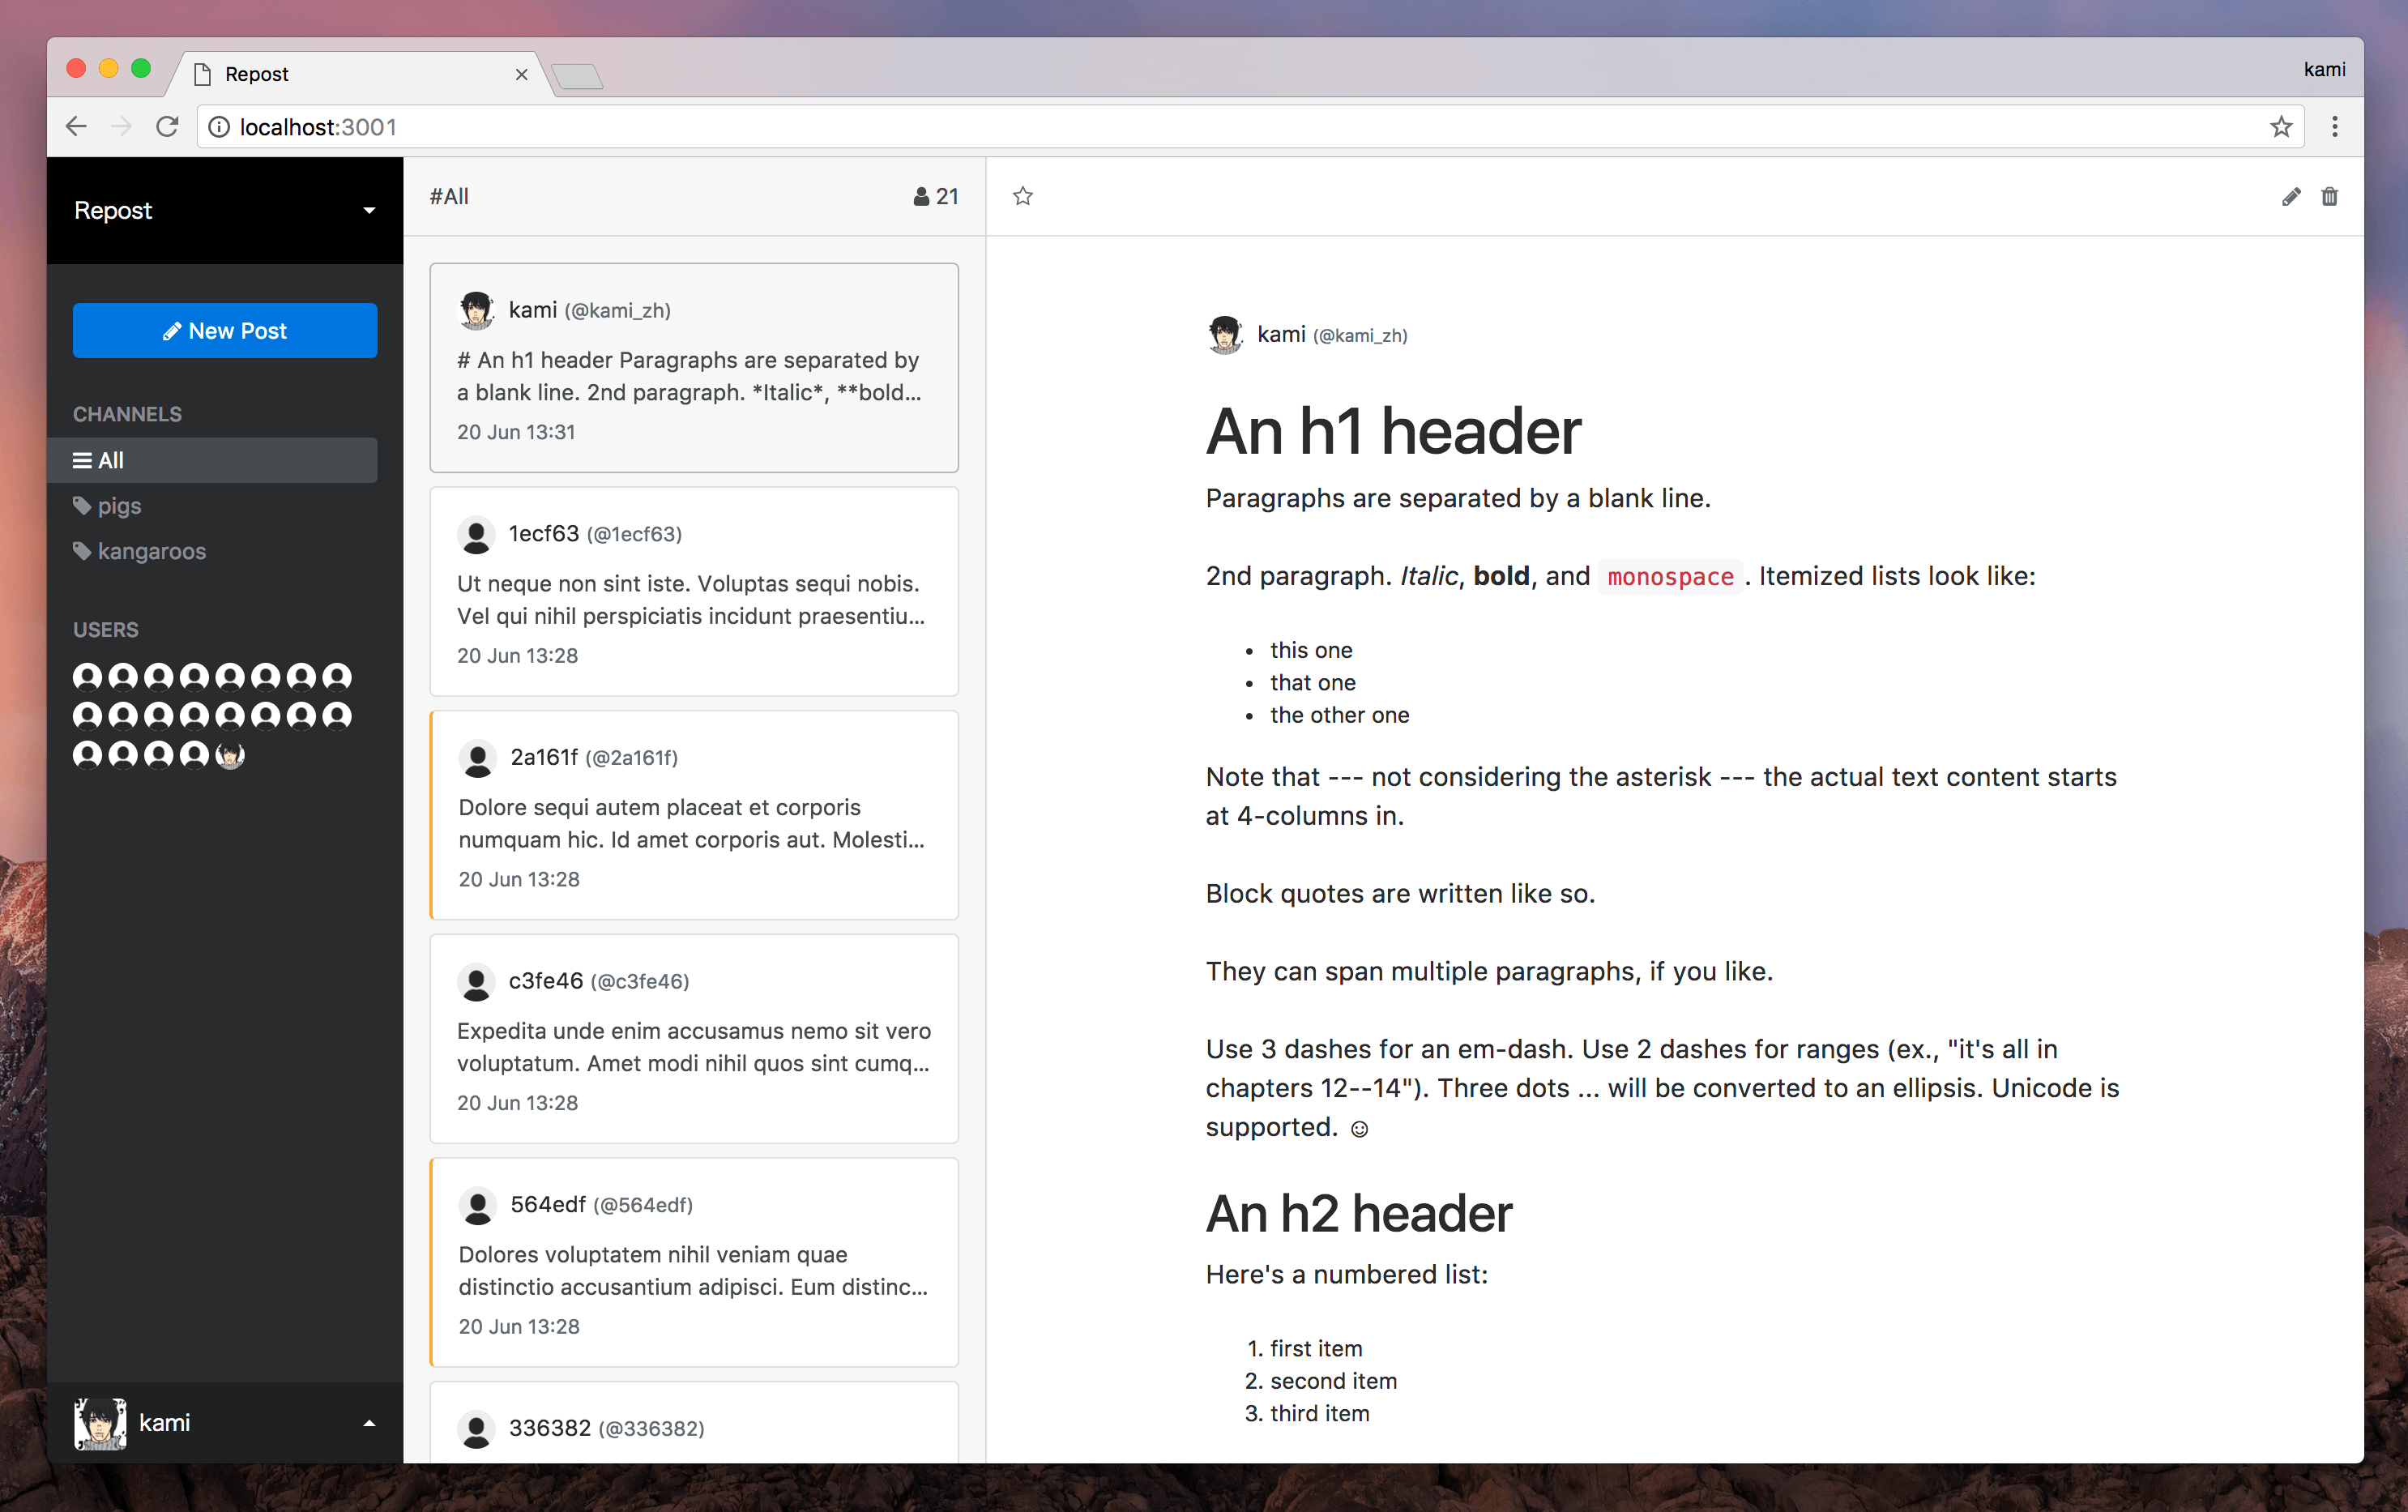 Repost
kami
localhost:3001
Repost
New Post
CHANNELS
All
pigs
kangaroos
USERS
kami
#All
21
kami (@kami_zh)
# An h1 header Paragraphs are separated by
a blank line. 2nd paragraph. *Italic*, **bold...
20 Jun 13:31
1ecf63 (@1ecf63)
Ut neque non sint iste. Voluptas sequi nobis.
Vel qui nihil perspiciatis incidunt praesentiu...
20 Jun 13:28
2a161f (@2a161f)
Dolore sequi autem placeat et corporis
numquam hic. Id amet corporis aut. Molesti...
20 Jun 13:28
c3fe46 (@c3fe46)
Expedita unde enim accusamus nemo sit vero
voluptatum. Amet modi nihil quos sint cumq...
20 Jun 13:28
564edf (@564edf)
Dolores voluptatem nihil veniam quae
distinctio accusantium adipisci. Eum distinc...
20 Jun 13:28
336382 (@336382)
kami (@kami_zh)
An h1 header
Paragraphs are separated by a blank line.
2nd paragraph. Italic, bold, and monospace . Itemized lists look like:
• this one
• that one
• the other one
Note that --- not considering the asterisk --- the actual text content starts
at 4-columns in.
Block quotes are written like so.
They can span multiple paragraphs, if you like.
Use 3 dashes for an em-dash. Use 2 dashes for ranges (ex., "it's all in
chapters 12--14"). Three dots ... will be converted to an ellipsis. Unicode is
supported. ☺
An h2 header
Here's a numbered list:
1. first item
2. second item
3. third item